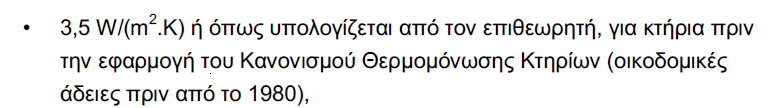 • 3,5 W/(m².K) ή όπως υπολογίζεται από τον επιθεωρητή, για κτήρια πριν
την εφαρμογή του Κανονισμού Θερμομόνωσης Κτηρίων (οικοδομικές
άδειες πριν από το 1980),